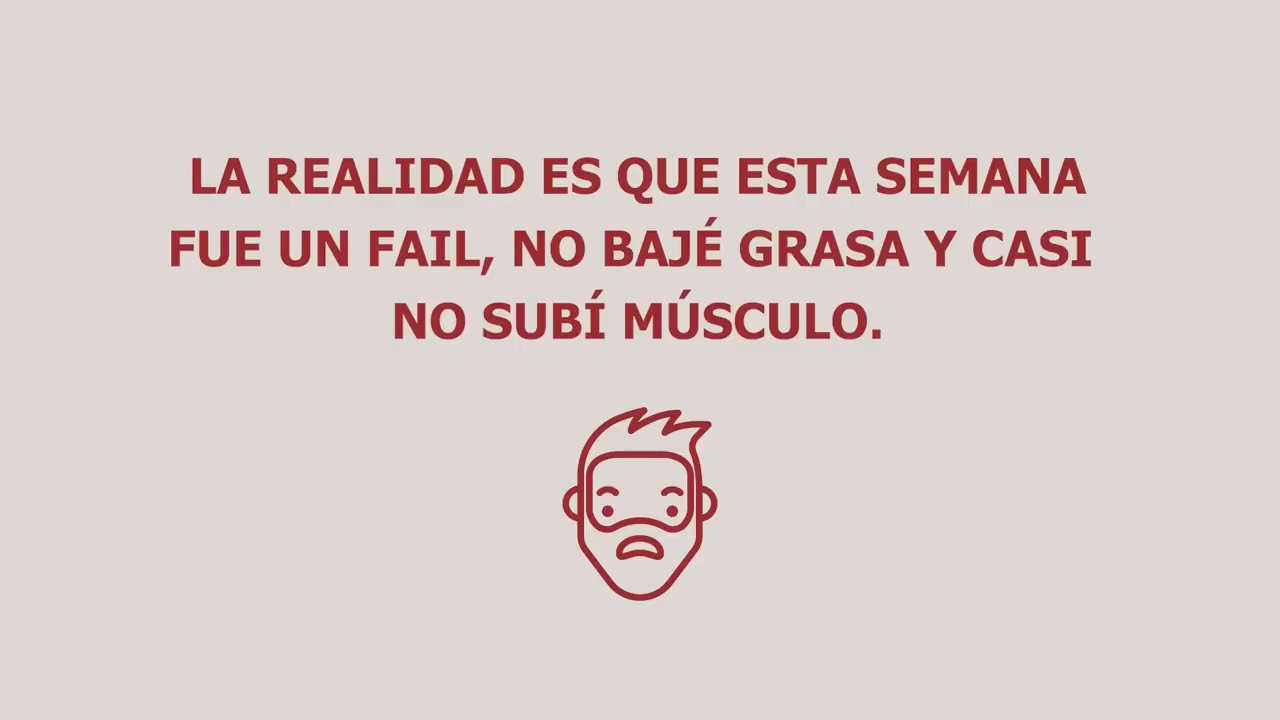 LA REALIDAD ES QUE ESTA SEMANA
FUE UN FAIL, NO BAJÉ GRASA Y CASI
NO SUBÍ MÚSCULO.